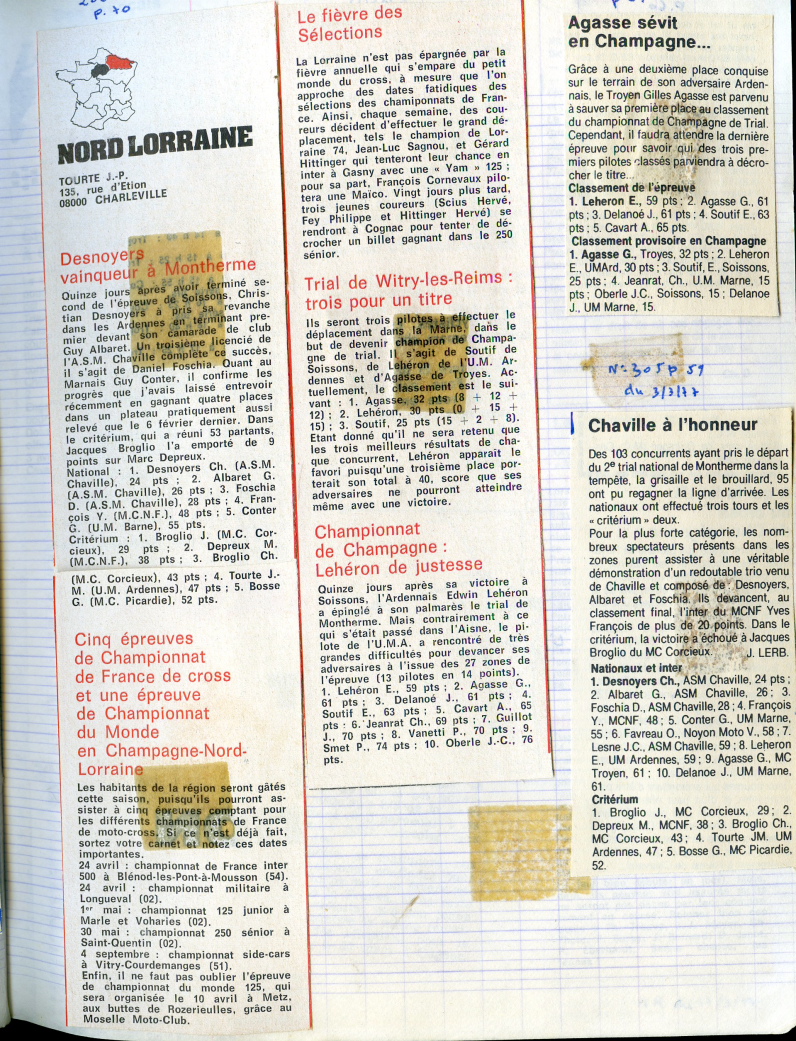 p. 70
NORD LORRAINE
TOURTE J.-P.
135, rue d'Etion
08000 CHARLEVILLE
Desnoyers
vainqueur à Montherme
Quinze jours après avoir terminé se-
cond de l'épreuve de Soissons, Chris-
tian Desnoyers a pris sa revanche
dans les Ardennes en terminant pre-
mier devant son camarade de club
Guy Albaret. Un troisième licencié de
l'A.S.M. Chaville complète ce succès,
il s'agit de Daniel Foschia. Quant au
Marnais Guy Conter, il confirme les
progrès que j'avais laissé entrevoir
récemment en gagnant quatre places
dans un plateau pratiquement aussi
relevé que le 6 février dernier. Dans
le critérium, qui a réuni 53 partants,
Jacques Broglio l'a emporté de 9
points sur Marc Depreux.
National : 1. Desnoyers Ch. (A.S.M.
Chaville), 24 pts ; 2. Albaret G.
(A.S.M. Chaville), 26 pts ; 3. Foschia
D. (A.S.M. Chaville), 28 pts ; 4. Fran-
çois Y. (M.C.N.F.), 48 pts ; 5. Conter
G. (U.M. Barne), 55 pts.
Critérium : 1. Broglio J. (M.C. Cor-
cieux), 29 pts ; 2. Depreux M.
(M.C.N.F.), 38 pts ; 3. Broglio Ch.
(M.C. Corcieux), 43 pts ; 4. Tourte J.-
M. (U.M. Ardennes), 47 pts ; 5. Bosse
G. (M.C. Picardie), 52 pts.
Cinq épreuves
de Championnat
de France de cross
et une épreuve
de Championnat
du Monde
en Champagne-Nord-
Lorraine
Les habitants de la région seront gâtés
cette saison, puisqu'ils pourront as-
sister à cinq épreuves comptant pour
les différents championnats de France
de moto-cross. Si ce n'est déjà fait,
sortez votre carnet et notez ces dates
importantes.
24 avril : championnat de France inter
500 à Blénod-les-Pont-à-Mousson (54).
24 avril : championnat militaire à
Longueval (02).
1er mai : championnat 125 junior à
Marle et Voharies (02).
30 mai : championnat 250 sénior à
Saint-Quentin (02).
4 septembre : championnat side-cars
à Vitry-Courdemanges (51).
Enfin, il ne faut pas oublier l'épreuve
de championnat du monde 125, qui
sera organisée le 10 avril à Metz,
aux buttes de Rozerieulles, grâce au
Moselle Moto-Club.
Le fièvre des
Sélections
La Lorraine n'est pas épargnée par la
fièvre annuelle qui s'empare du petit
monde du cross, à mesure que l'on
approche des dates fatidiques des
sélections des chamiponnats de Fran-
ce. Ainsi, chaque semaine, des cou-
reurs décident d'effectuer le grand dé-
placement, tels le champion de Lor-
raine 74, Jean-Luc Sagnou, et Gérard
Hittinger qui tenteront leur chance en
inter à Gasny avec une « Yam » 125 ;
pour sa part, François Cornevaux pilo-
tera une Maïco. Vingt jours plus tard,
trois jeunes coureurs (Scius Hervé,
Fey Philippe et Hittinger Hervé) se
rendront à Cognac pour tenter de dé-
crocher un billet gagnant dans le 250
sénior.
Trial de Witry-les-Reims :
trois pour un titre
Ils seront trois pilotes à effectuer le
déplacement dans la Marne, dans le
but de devenir champion de Champa-
gne de trial. Il s'agit de Soutif de
Soissons, de Lehéron de l'U.M. Ar-
dennes et d'Agasse de Troyes. Ac-
tuellement, le classement est le sui-
vant : 1. Agasse, 32 pts (8 + 12 +
12) ; 2. Lehéron, 30 pts (0 + 15 +
15) ; 3. Soutif, 25 pts (15 + 2 + 8).
Etant donné qu'il ne sera retenu que
les trois meilleurs résultats de cha-
que concurrent, Lehéron apparaît le
favori puisqu'une troisième place por-
terait son total à 40, score que ses
adversaires ne pourront atteindre
même avec une victoire.
Championnat
de Champagne :
Lehéron de justesse
Quinze jours après sa victoire à
Soissons, l'Ardennais Edwin Lehéron
a épinglé à son palmarès le trial de
Montherme. Mais contrairement à ce
qui s'était passé dans l'Aisne, le pi-
lote de l'U.M.A. a rencontré de très
grandes difficultés pour devancer ses
adversaires à l'issue des 27 zones de
l'épreuve (13 pilotes en 14 points).
1. Lehéron E., 59 pts ; 2. Agasse G.,
61 pts ; 3. Delanoé J., 61 pts ; 4.
Soutif E., 63 pts ; 5. Cavart A., 65
pts ; 6. Jeanrat Ch., 69 pts ; 7. Guillot
J., 70 pts ; 8. Vanetti P., 70 pts ; 9.
Smet P., 74 pts ; 10. Oberle J.-C., 76
pts.
Agasse sévit
en Champagne...
Grâce à une deuxième place conquise
sur le terrain de son adversaire Arden-
nais, le Troyen Gilles Agasse est parvenu
à sauver sa première place au classement
du championnat de Champagne de Trial.
Cependant, il faudra attendre la dernière
épreuve pour savoir qui des trois pre-
miers pilotes classés parviendra à décro-
cher le titre...
Classement de l'épreuve
1. Leheron E., 59 pts ; 2. Agasse G., 61
pts ; 3. Delanoé J., 61 pts ; 4. Soutif E., 63
pts ; 5. Cavart A., 65 pts.
Classement provisoire en Champagne
1. Agasse G., Troyes, 32 pts ; 2. Leheron
E., UMArd, 30 pts ; 3. Soutif, E., Soissons,
25 pts ; 4. Jeanrat, Ch., U.M. Marne, 15
pts ; Oberle J.C., Soissons, 15 ; Delanoe
J., UM Marne, 15.
N° 305 p 59
du 3/3/77
Chaville à l'honneur
Des 103 concurrents ayant pris le départ
du 2e trial national de Montherme dans la
tempête, la grisaille et le brouillard, 95
ont pu regagner la ligne d'arrivée. Les
nationaux ont effectué trois tours et les
« critérium » deux.
Pour la plus forte catégorie, les nom-
breux spectateurs présents dans les
zones purent assister à une véritable
démonstration d'un redoutable trio venu
de Chaville et composé de : Desnoyers,
Albaret et Foschia. Ils devancent, au
classement final, l'inter du MCNF Yves
François de plus de 20 points. Dans le
critérium, la victoire a échoué à Jacques
Broglio du MC Corcieux. J. LERB.
Nationaux et inter
1. Desnoyers Ch., ASM Chaville, 24 pts ;
2. Albaret G., ASM Chaville, 26 ; 3.
Foschia D., ASM Chaville, 28 ; 4. François
Y., MCNF, 48 ; 5. Conter G., UM Marne,
55 ; 6. Favreau O., Noyon Moto V., 58 ; 7.
Lesne J.C., ASM Chaville, 59 ; 8. Leheron
E., UM Ardennes, 59 ; 9. Agasse G., MC
Troyen, 61 ; 10. Delanoe J., UM Marne,
61.
Critérium
1. Broglio J., MC Corcieux, 29 ; 2.
Depreux M., MCNF, 38 ; 3. Broglio Ch.,
MC Corcieux, 43 ; 4. Tourte JM. UM
Ardennes, 47 ; 5. Bosse G., MC Picardie,
52.